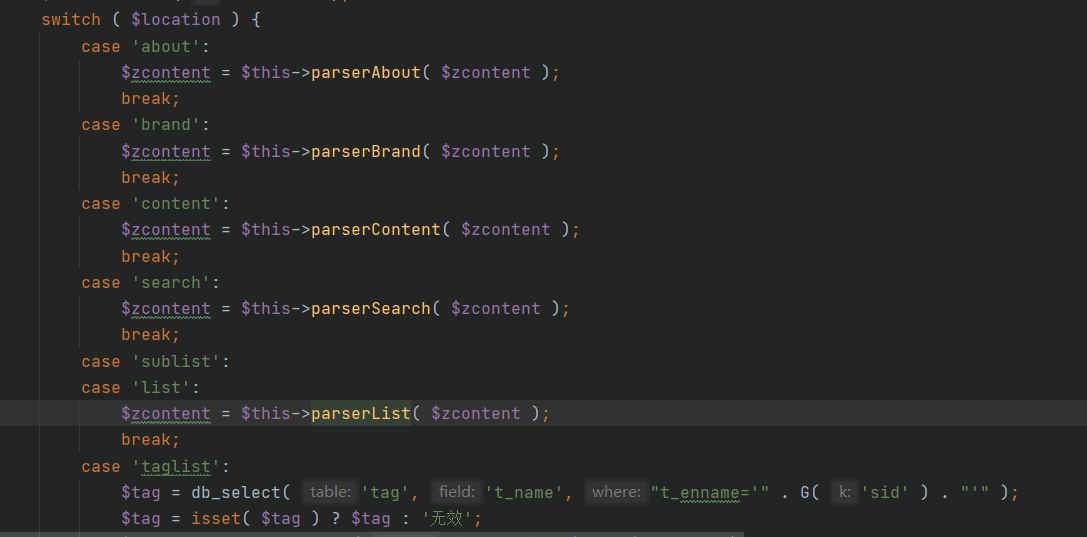 switch ( $location ) {
case 'about':
$zcontent = $this->parserAbout( $zcontent );
break;
case 'brand':
$zcontent = $this->parserBrand( $zcontent );
break;
case 'content':
$zcontent = $this->parserContent( $zcontent );
break;
case 'search':
$zcontent = $this->parserSearch( $zcontent );
break;
case 'sublist':
case 'list':
$zcontent = $this->parserList( $zcontent );
break;
case 'taglist':
$tag = db_select( table: 'tag', field: 't_name', where: "t_enname='" . G( k: 'sid' ) . "'" );
$tag = isset( $tag ) ? $tag : '无效';